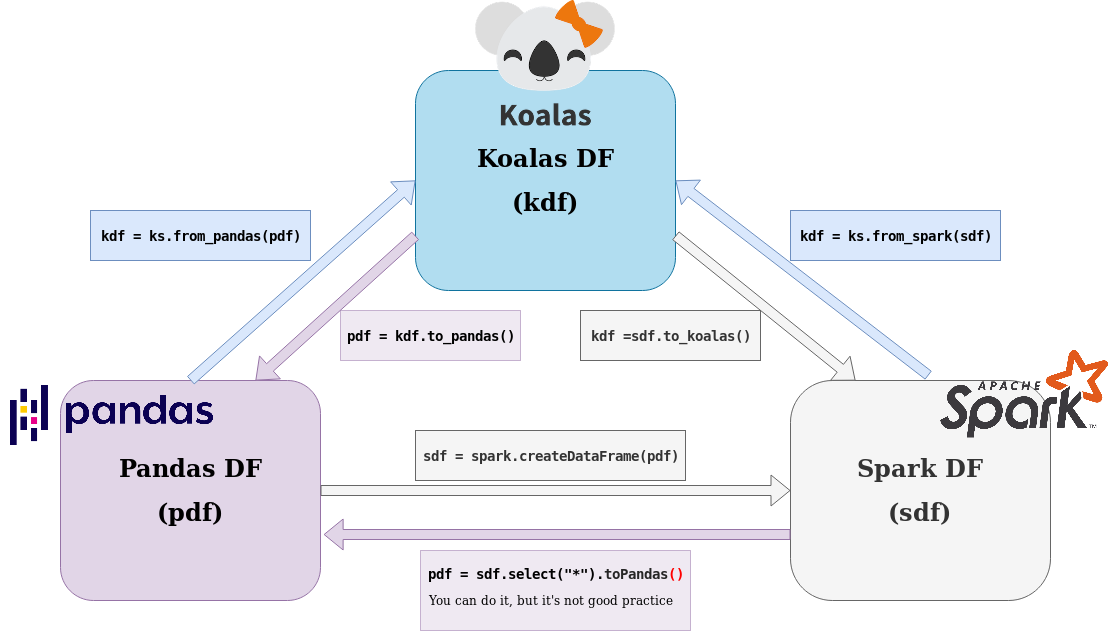 Koalas
Koalas DF
(kdf)
kdf = ks.from_pandas(pdf)
kdf = ks.from_spark(sdf)
pdf = kdf.to_pandas()
kdf =sdf.to_koalas()
pandas
APACHE
Spark™
Pandas DF
(pdf)
sdf = spark.createDataFrame(pdf)
Spark DF
(sdf)
pdf = sdf.select("*").toPandas()
You can do it, but it's not good practice